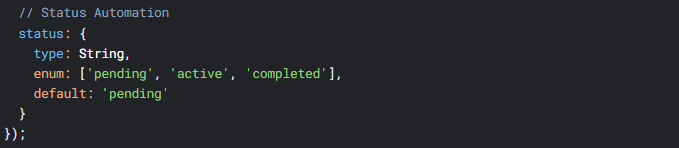 // Status Automation
status: {
type: String,
enum: ['pending', 'active', 'completed'],
default: 'pending'
}
});